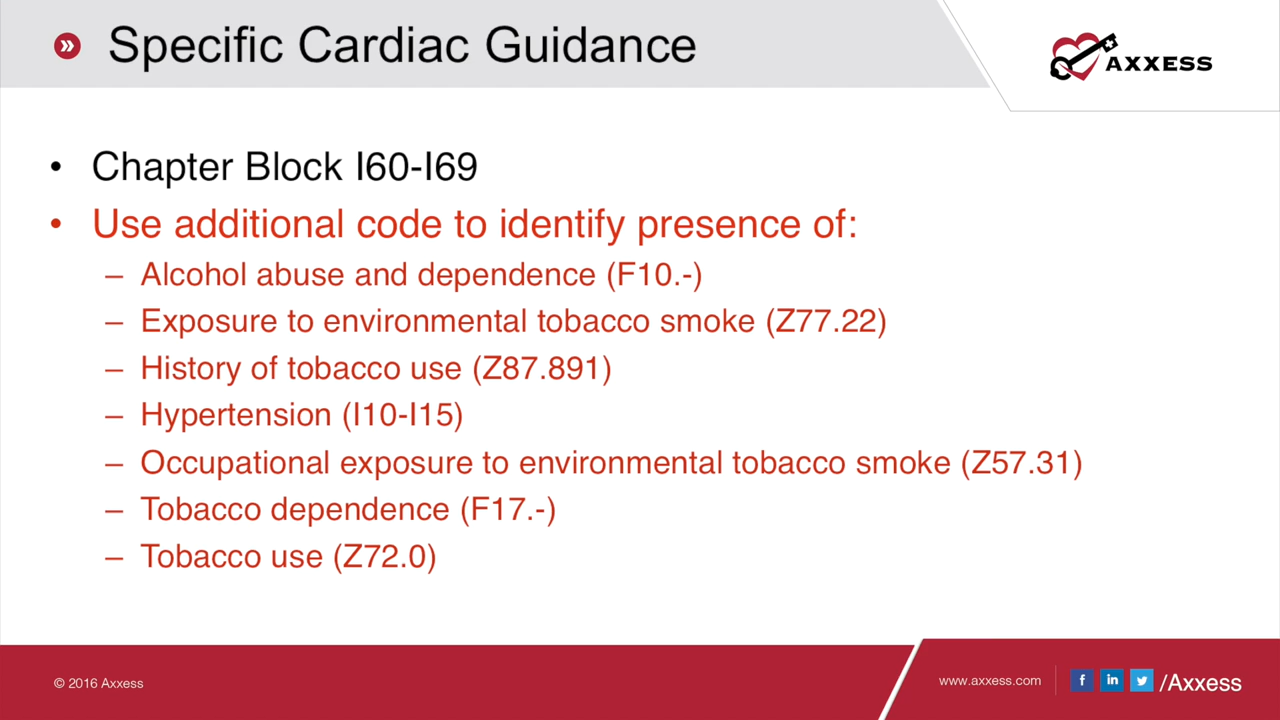 Specific Cardiac Guidance
AXXESS
• Chapter Block I60-I69
• Use additional code to identify presence of:
– Alcohol abuse and dependence (F10.-)
– Exposure to environmental tobacco smoke (Z77.22)
– History of tobacco use (Z87.891)
– Hypertension (I10-I15)
– Occupational exposure to environmental tobacco smoke (Z57.31)
– Tobacco dependence (F17.-)
– Tobacco use (Z72.0)
© 2016 Axxess
www.axxess.com
/Axxess